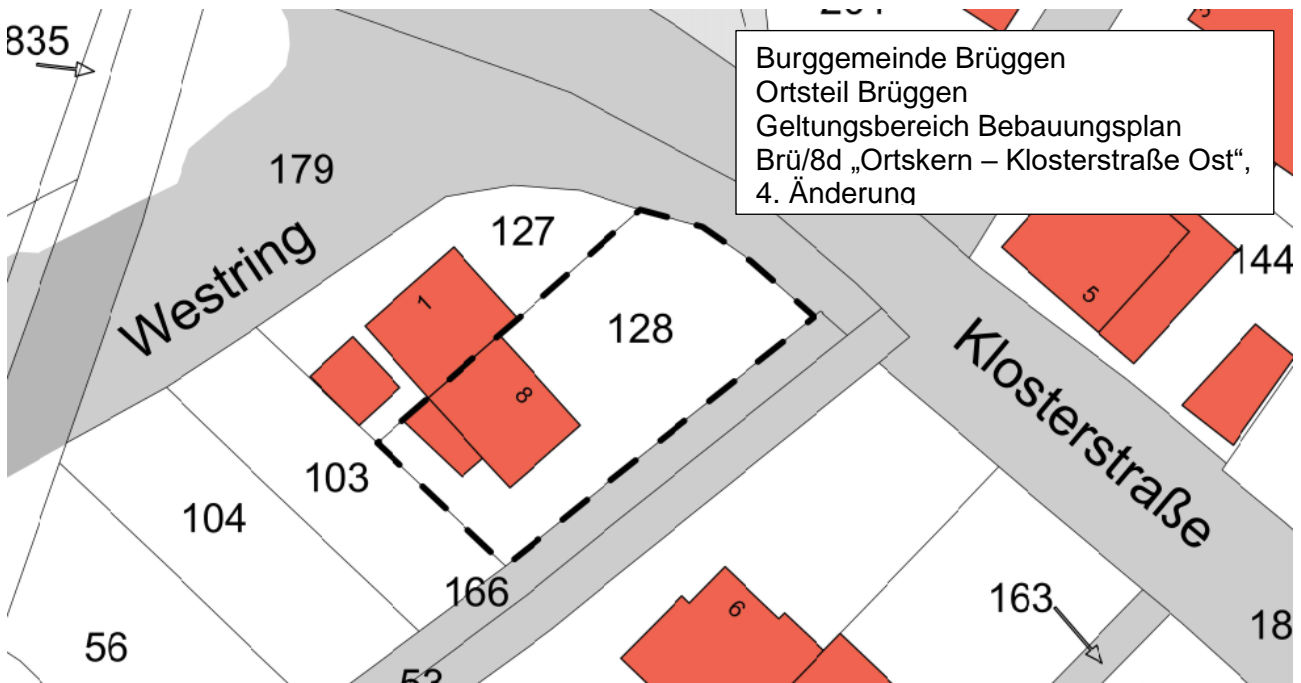 835
Burggemeinde Brüggen
Ortsteil Brüggen
Geltungsbereich Bebauungsplan
Brü/8d „Ortskern – Klosterstraße Ost“,
4. Änderung
179
127
Westring
1
128
8
144
5
Klosterstraße
103
104
166
6
163
18
56
53